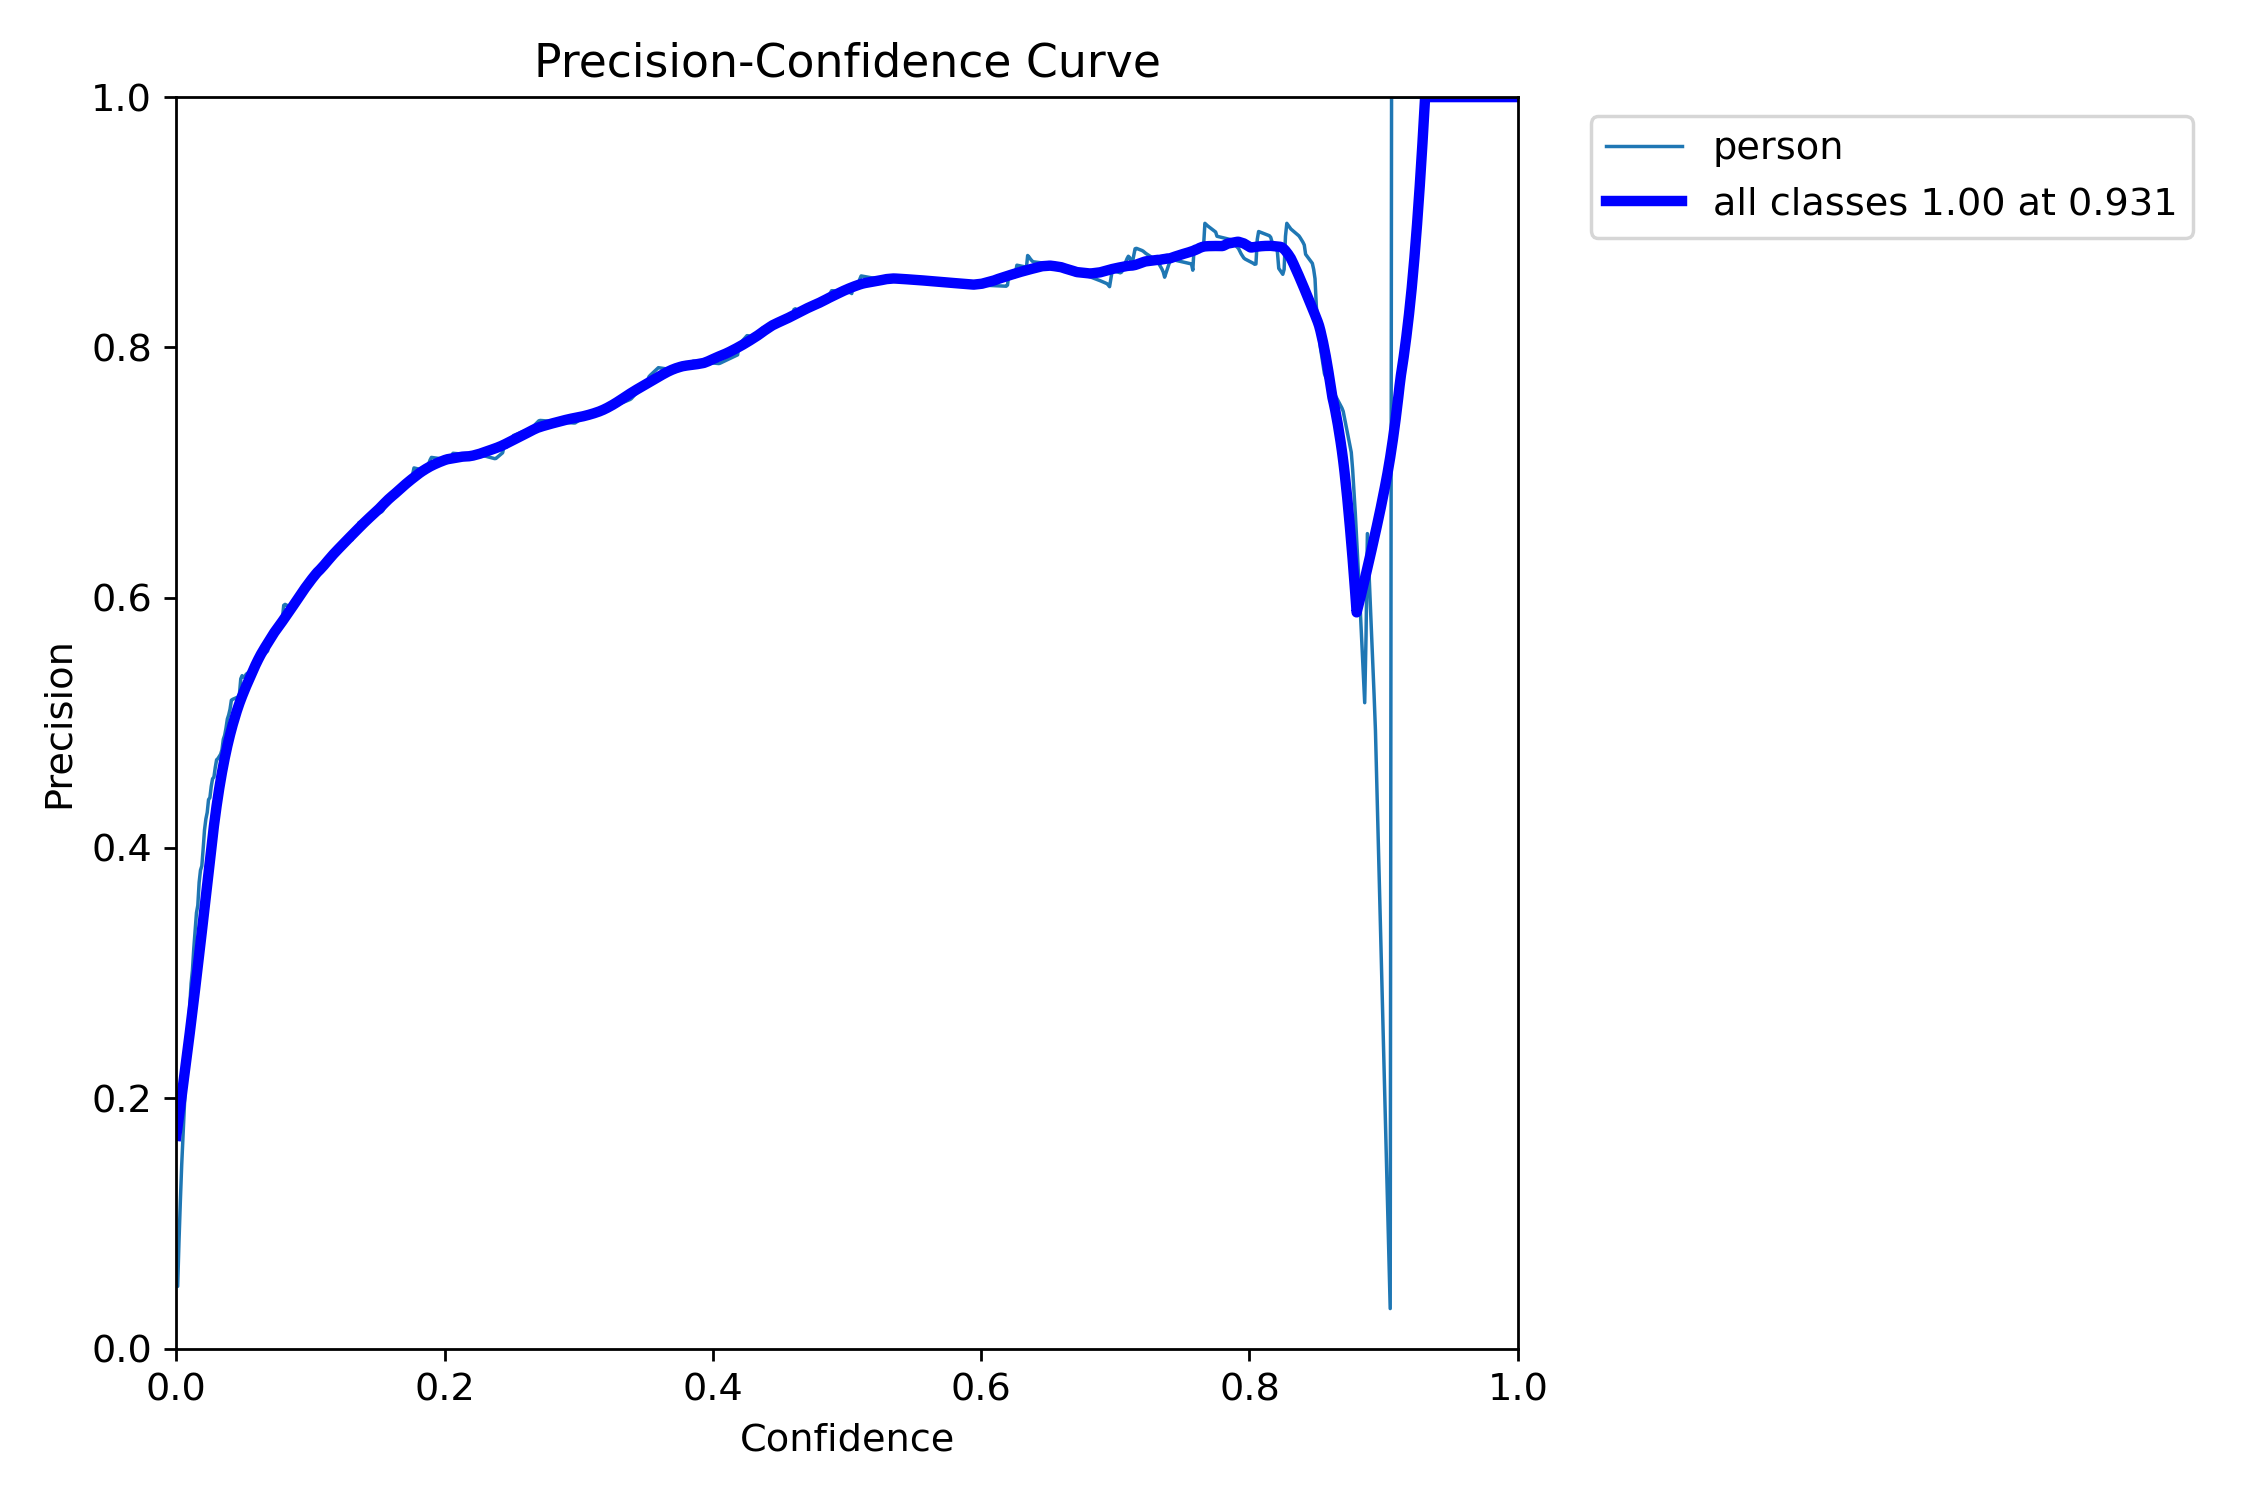 Precision-Confidence Curve
1.0
0.8
0.6
0.4
0.2
0.0
Precision
0.0 0.2 0.4 0.6 0.8 1.0
Confidence
person
all classes 1.00 at 0.931